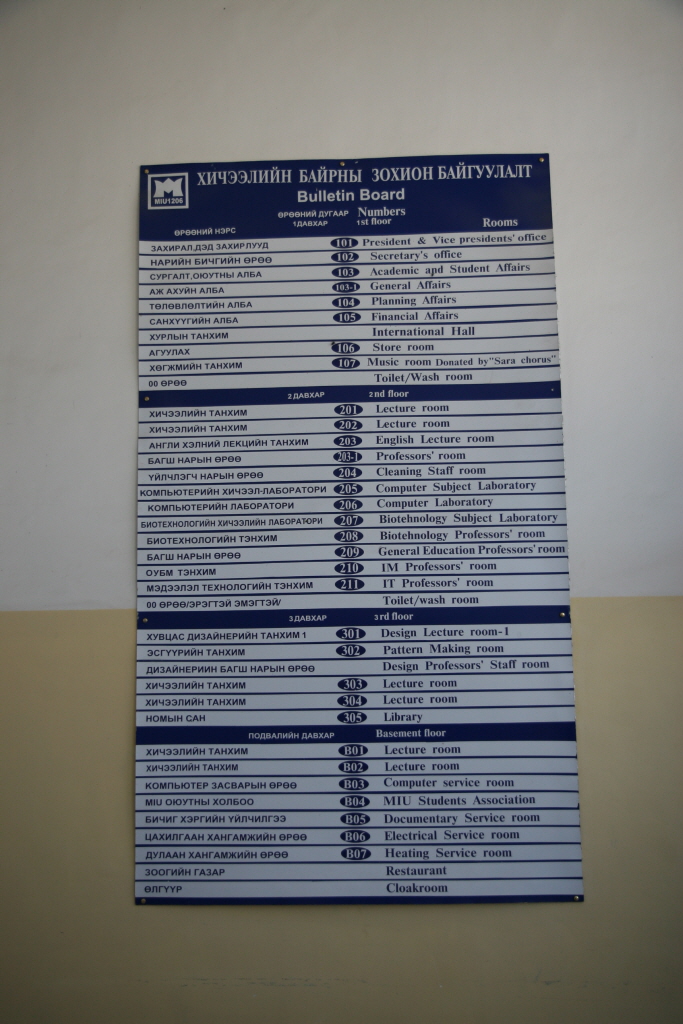 ХИЧЭЭЛИЙН БАЙРНЫ ЗОХИОН БАЙГУУЛАЛТ
MIU1206
Bulletin Board
ӨРӨӨНИЙ НЭРС ӨРӨӨНИЙ ДУГААР Numbers Rooms
1ДАВХАР 1st floor
ЗАХИРАЛ,ДЭД ЗАХИРЛУУД 101 President & Vice presidents' office
НАРИЙН БИЧГИЙН ӨРӨӨ 102 Secretary's office
СУРГАЛТ,ОЮУТНЫ АЛБА 103 Academic apd Student Affairs
АЖ АХУЙН АЛБА 103-1 General Affairs
ТӨЛӨВЛӨЛТИЙН АЛБА 104 Planning Affairs
САНХҮҮГИЙН АЛБА 105 Financial Affairs
ХУРЛЫН ТАНХИМ International Hall
АГУУЛАХ 106 Store room
ХӨГЖМИЙН ТАНХИМ 107 Music room Donated by"Sara chorus"
00 ӨРӨӨ Toilet/Wash room
2 ДАВХАР 2nd floor
ХИЧЭЭЛИЙН ТАНХИМ 201 Lecture room
ХИЧЭЭЛИЙН ТАНХИМ 202 Lecture room
АНГЛИ ХЭЛНИЙ ЛЕКЦИЙН ТАНХИМ 203 English Lecture room
БАГШ НАРЫН ӨРӨӨ 203-1 Professors' room
ҮЙЛЧЛЭГЧ НАРЫН ӨРӨӨ 204 Cleaning Staff room
КОМПЬЮТЕРИЙН ХИЧЭЭЛ-ЛАБОРАТОРИ 205 Computer Subject Laboratory
КОМПЬЮТЕРИЙН ЛАБОРАТОРИ 206 Computer Laboratory
БИОТЕХНОЛОГИЙН ХИЧЭЭЛИЙН ЛАБОРАТОРИ 207 Biotehnology Subject Laboratory
БИОТЕХНОЛОГИЙН ТЭНХИМ 208 Biotehnology Professors' room
БАГШ НАРЫН ӨРӨӨ 209 General Education Professors' room
ОУБМ ТЭНХИМ 210 IM Professors' room
МЭДЭЭЛЭЛ ТЕХНОЛОГИЙН ТЭНХИМ 211 IT Professors' room
00 ӨРӨӨ/ЭРЭГТЭЙ ЭМЭГТЭЙ/ Toilet/wash room
3 ДАВХАР 3rd floor
ХУВЦАС ДИЗАЙНЕРИЙН ТАНХИМ 1 301 Design Lecture room-1
ЭСГҮҮРИЙН ТАНХИМ 302 Pattern Making room
ДИЗАЙНЕРИИН БАГШ НАРЫН ӨРӨӨ Design Professors' Staff room
ХИЧЭЭЛИЙН ТАНХИМ 303 Lecture room
ХИЧЭЭЛИЙН ТАНХИМ 304 Lecture room
НОМЫН САН 305 Library
ПОДВАЛИЙН ДАВХАР Basement floor
ХИЧЭЭЛИЙН ТАНХИМ B01 Lecture room
ХИЧЭЭЛИЙН ТАНХИМ B02 Lecture room
КОМПЬЮТЕР ЗАСВАРЫН ӨРӨӨ B03 Computer service room
MIU ОЮУТНЫ ХОЛБОО B04 MIU Students Association
БИЧИГ ХЭРГИЙН ҮЙЛЧИЛГЭЭ B05 Documentary Service room
ЦАХИЛГААН ХАНГАМЖИЙН ӨРӨӨ B06 Electrical Service room
ДУЛААН ХАНГАМЖИЙН ӨРӨӨ B07 Heating Service room
ЗООГИЙН ГАЗАР Restaurant
ӨЛГҮҮР Cloakroom